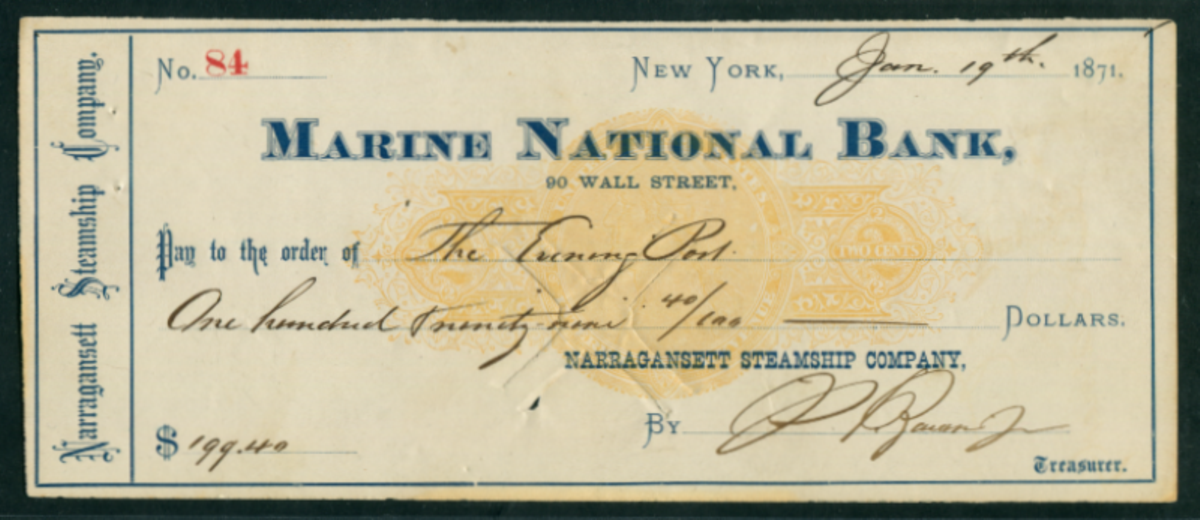 No. 84 NEW YORK, Jan. 19th. 1871.
MARINE NATIONAL BANK,
90 WALL STREET,
Pay to the order of The Evening Post.
One hundred Ninety-nine 40/100 DOLLARS.
NARRAGANSETT STEAMSHIP COMPANY,
BY
$ 199.40
Treasurer.
Narragansett Steamship Company,
TWO CENTS